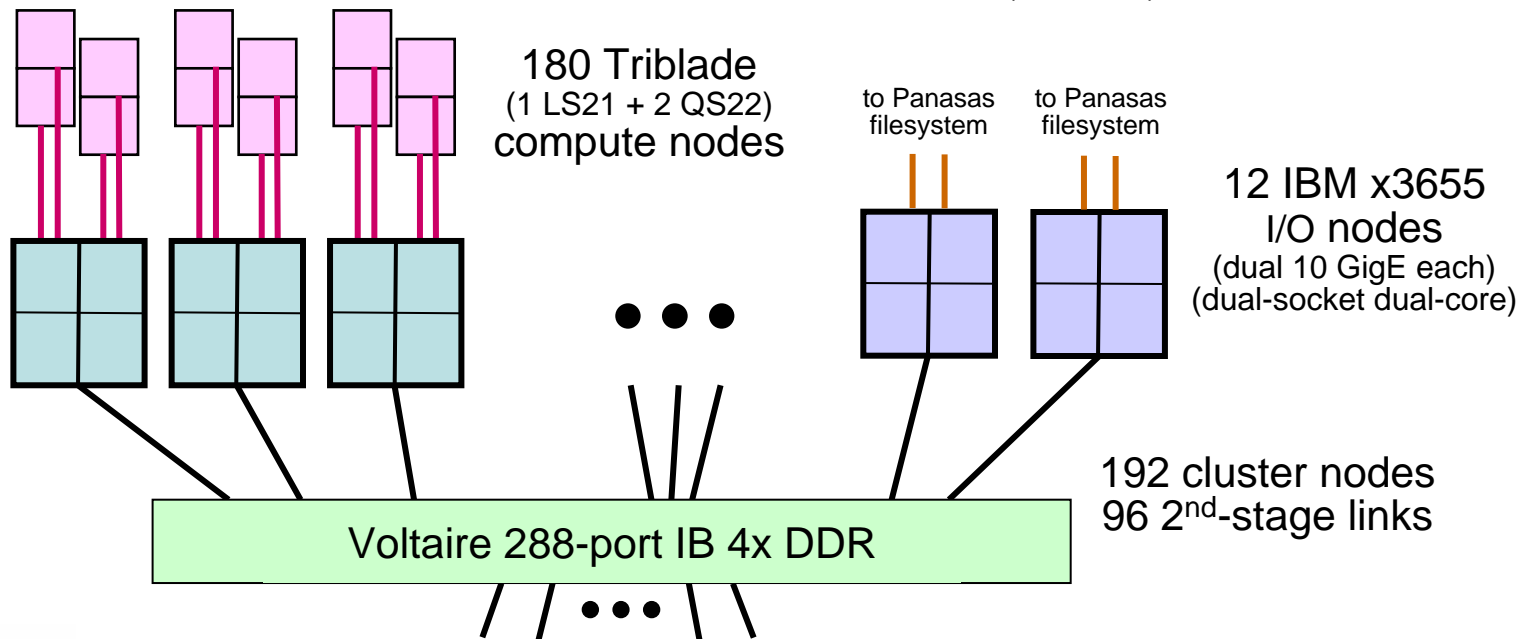 180 Triblade
(1 LS21 + 2 QS22)
compute nodes
to Panasas
filesystem
to Panasas
filesystem
12 IBM x3655
I/O nodes
(dual 10 GigE each)
(dual-socket dual-core)
192 cluster nodes
96 2nd-stage links
Voltaire 288-port IB 4x DDR